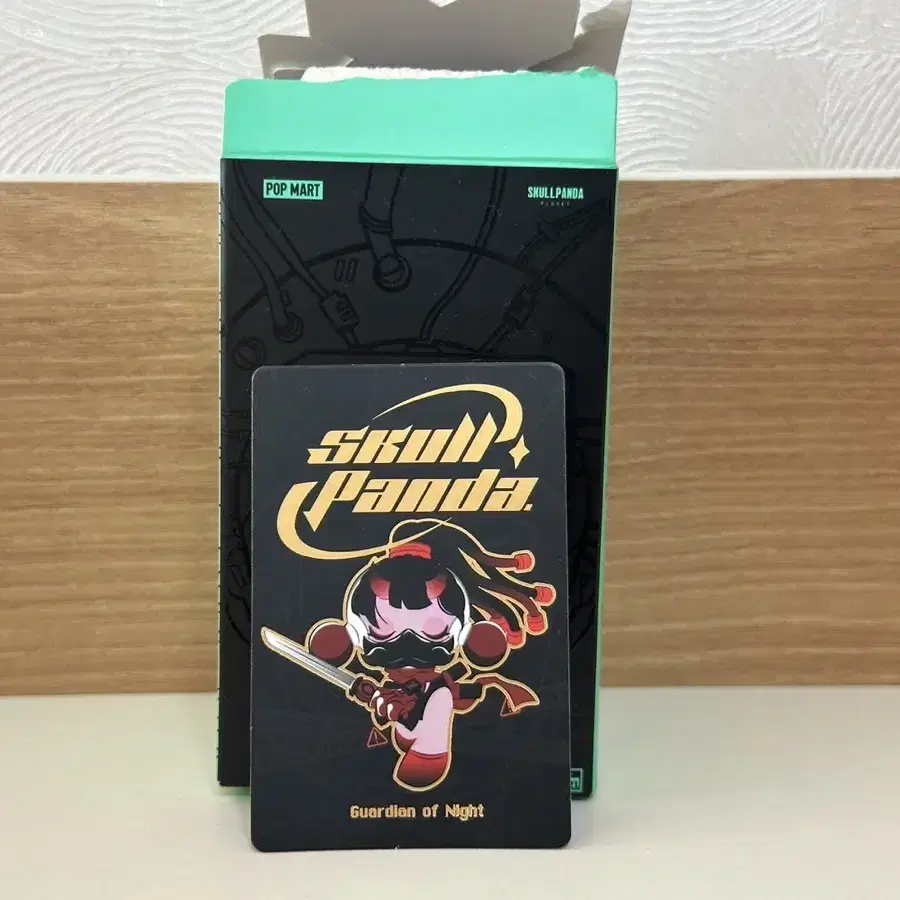 POP MART
SKULLPANDA
PLANET
Skull
Panda.
Guardian of Night